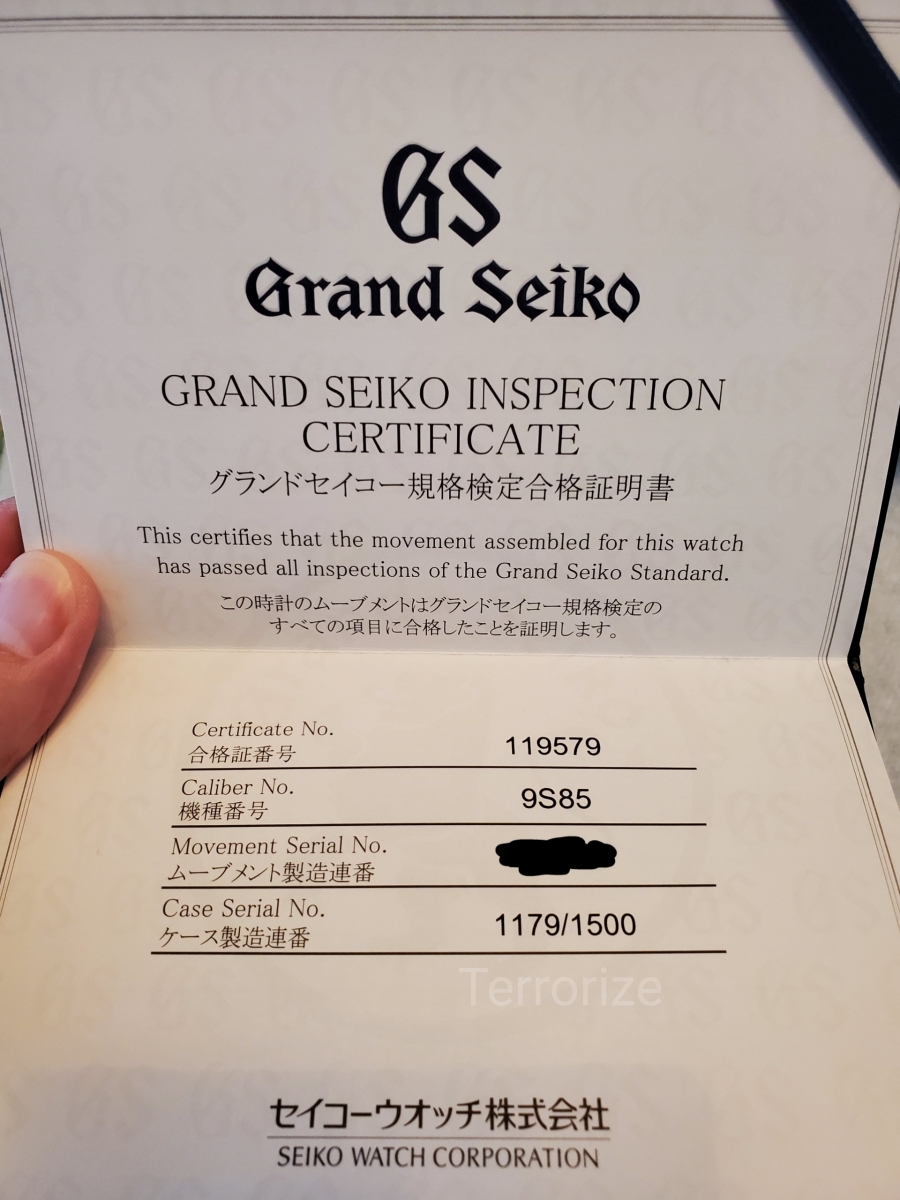 GS
Grand Seiko
GRAND SEIKO INSPECTION
CERTIFICATE
グランドセイコー規格検定合格証明書
This certifies that the movement assembled for this watch
has passed all inspections of the Grand Seiko Standard.
この時計のムーブメントはグランドセイコー規格検定の
すべての項目に合格したことを証明します。
Certificate No.
合格証番号
119579
Caliber No.
機種番号
9S85
Movement Serial No.
ムーブメント製造連番
Case Serial No.
ケース製造連番
1179/1500
Terrorize
セイコーウオッチ株式会社
SEIKO WATCH CORPORATION